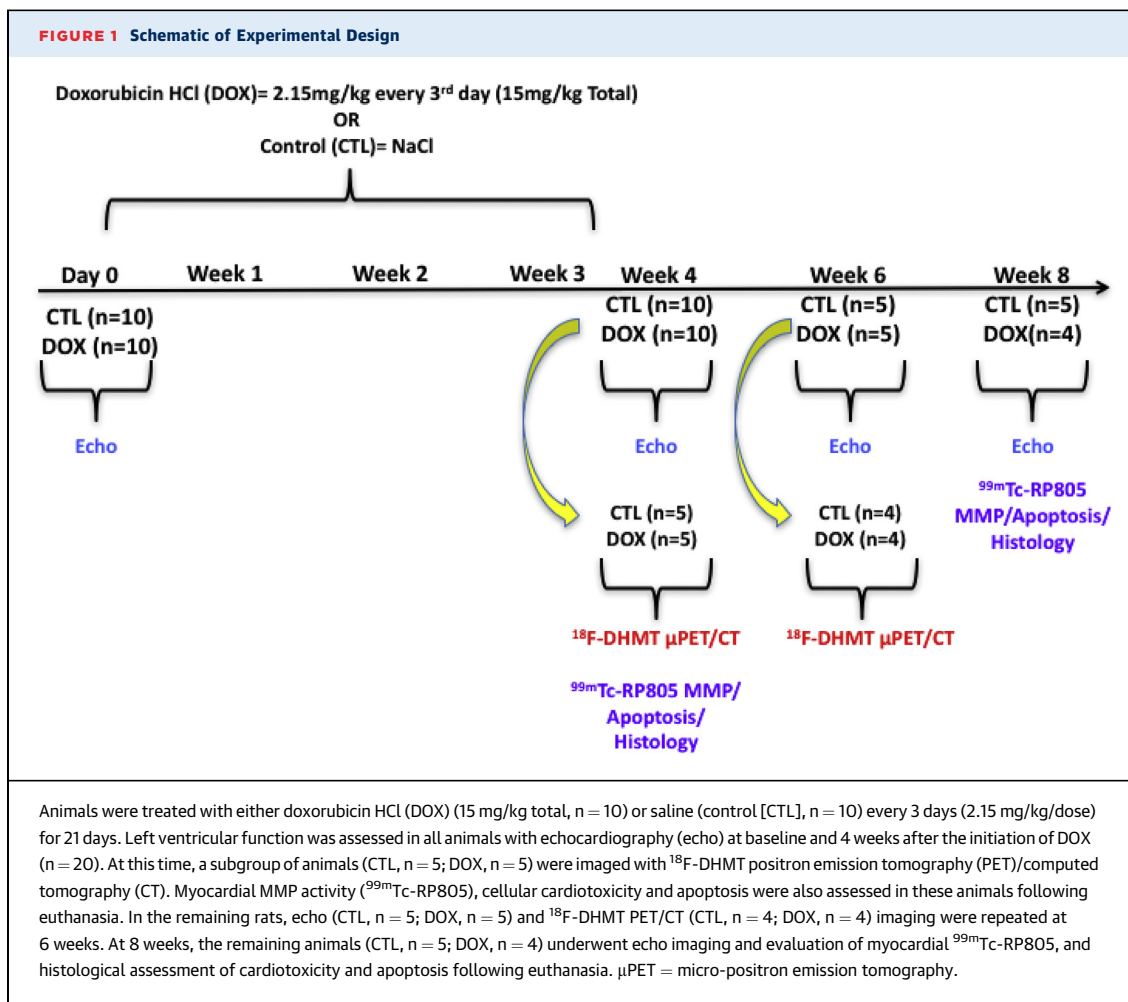 FIGURE 1 Schematic of Experimental Design
Doxorubicin HCl (DOX)= 2.15mg/kg every 3rd day (15mg/kg Total)
OR
Control (CTL)= NaCl
Day 0 Week 1 Week 2 Week 3 Week 4 Week 6 Week 8
CTL (n=10) CTL (n=10) CTL (n=5) CTL (n=5)
DOX (n=10) DOX (n=10) DOX (n=5) DOX(n=4)
Echo Echo Echo Echo
99mTc-RP805
MMP/Apoptosis/
Histology
CTL (n=5) CTL (n=4)
DOX (n=5) DOX (n=4)
18F-DHMT µPET/CT 18F-DHMT µPET/CT
99mTc-RP805 MMP/
Apoptosis/
Histology
Animals were treated with either doxorubicin HCl (DOX) (15 mg/kg total, n = 10) or saline (control [CTL], n = 10) every 3 days (2.15 mg/kg/dose)
for 21 days. Left ventricular function was assessed in all animals with echocardiography (echo) at baseline and 4 weeks after the initiation of DOX
(n = 20). At this time, a subgroup of animals (CTL, n = 5; DOX, n = 5) were imaged with 18F-DHMT positron emission tomography (PET)/computed
tomography (CT). Myocardial MMP activity (99mTc-RP805), cellular cardiotoxicity and apoptosis were also assessed in these animals following
euthanasia. In the remaining rats, echo (CTL, n = 5; DOX, n = 5) and 18F-DHMT PET/CT (CTL, n = 4; DOX, n = 4) imaging were repeated at
6 weeks. At 8 weeks, the remaining animals (CTL, n = 5; DOX, n = 4) underwent echo imaging and evaluation of myocardial 99mTc-RP805, and
histological assessment of cardiotoxicity and apoptosis following euthanasia. µPET = micro-positron emission tomography.